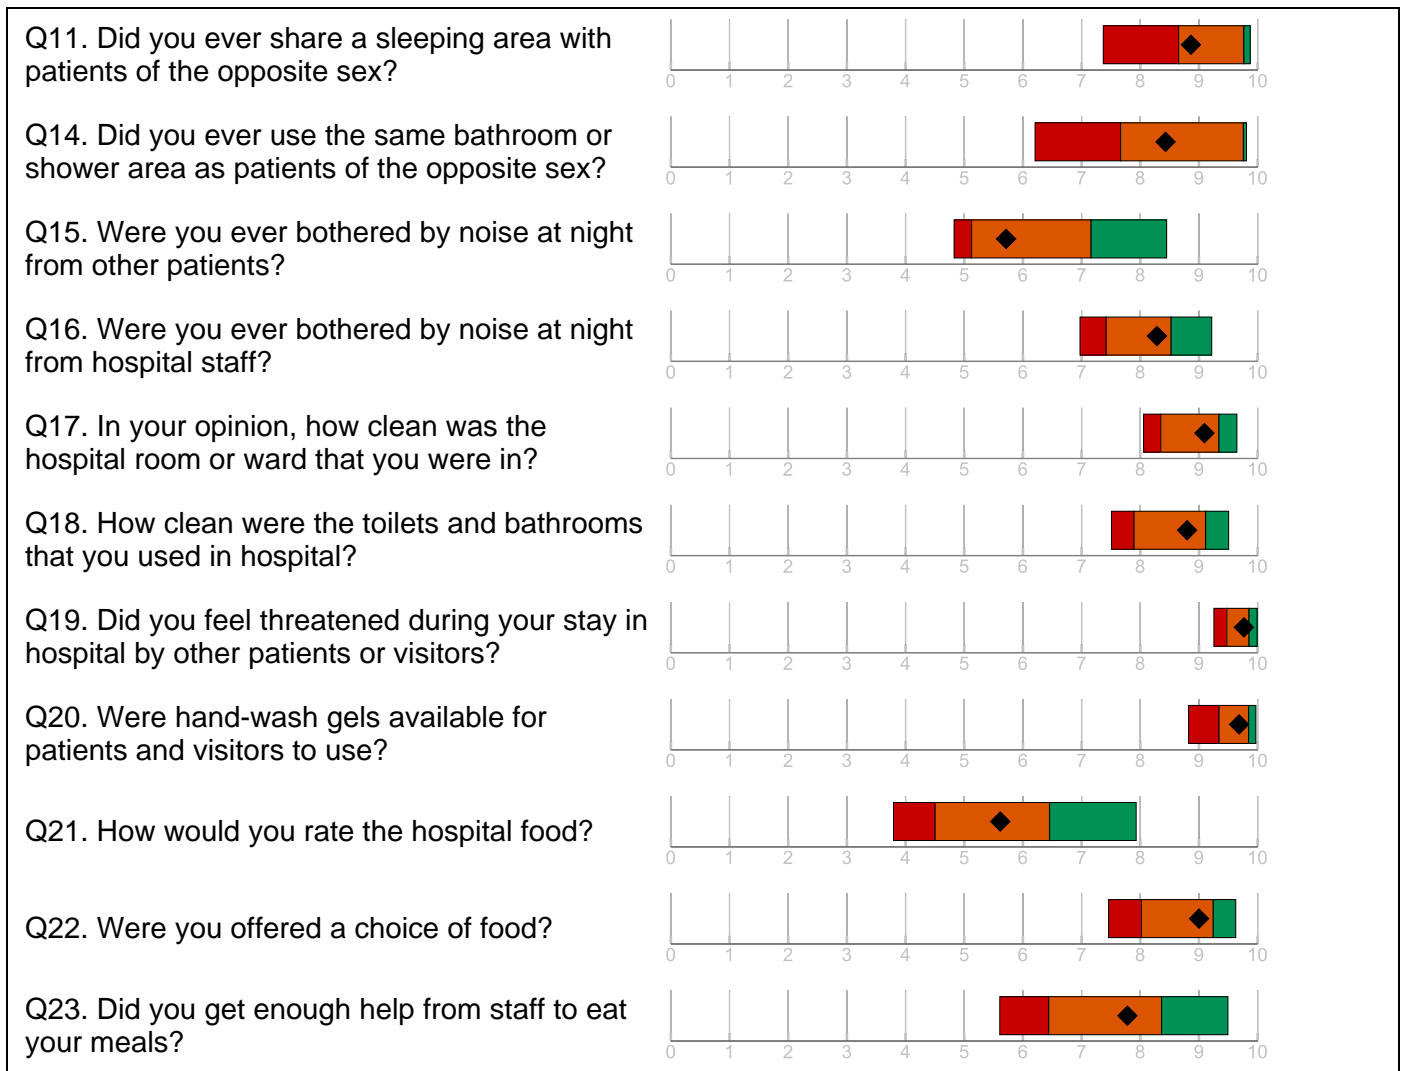 Q11. Did you ever share a sleeping area with
patients of the opposite sex?
0 1 2 3 4 5 6 7 8 9 10
Q14. Did you ever use the same bathroom or
shower area as patients of the opposite sex?
0 1 2 3 4 5 6 7 8 9 10
Q15. Were you ever bothered by noise at night
from other patients?
0 1 2 3 4 5 6 7 8 9 10
Q16. Were you ever bothered by noise at night
from hospital staff?
0 1 2 3 4 5 6 7 8 9 10
Q17. In your opinion, how clean was the
hospital room or ward that you were in?
0 1 2 3 4 5 6 7 8 9 10
Q18. How clean were the toilets and bathrooms
that you used in hospital?
0 1 2 3 4 5 6 7 8 9 10
Q19. Did you feel threatened during your stay in
hospital by other patients or visitors?
0 1 2 3 4 5 6 7 8 9 10
Q20. Were hand-wash gels available for
patients and visitors to use?
0 1 2 3 4 5 6 7 8 9 10
Q21. How would you rate the hospital food?
0 1 2 3 4 5 6 7 8 9 10
Q22. Were you offered a choice of food?
0 1 2 3 4 5 6 7 8 9 10
Q23. Did you get enough help from staff to eat
your meals?
0 1 2 3 4 5 6 7 8 9 10